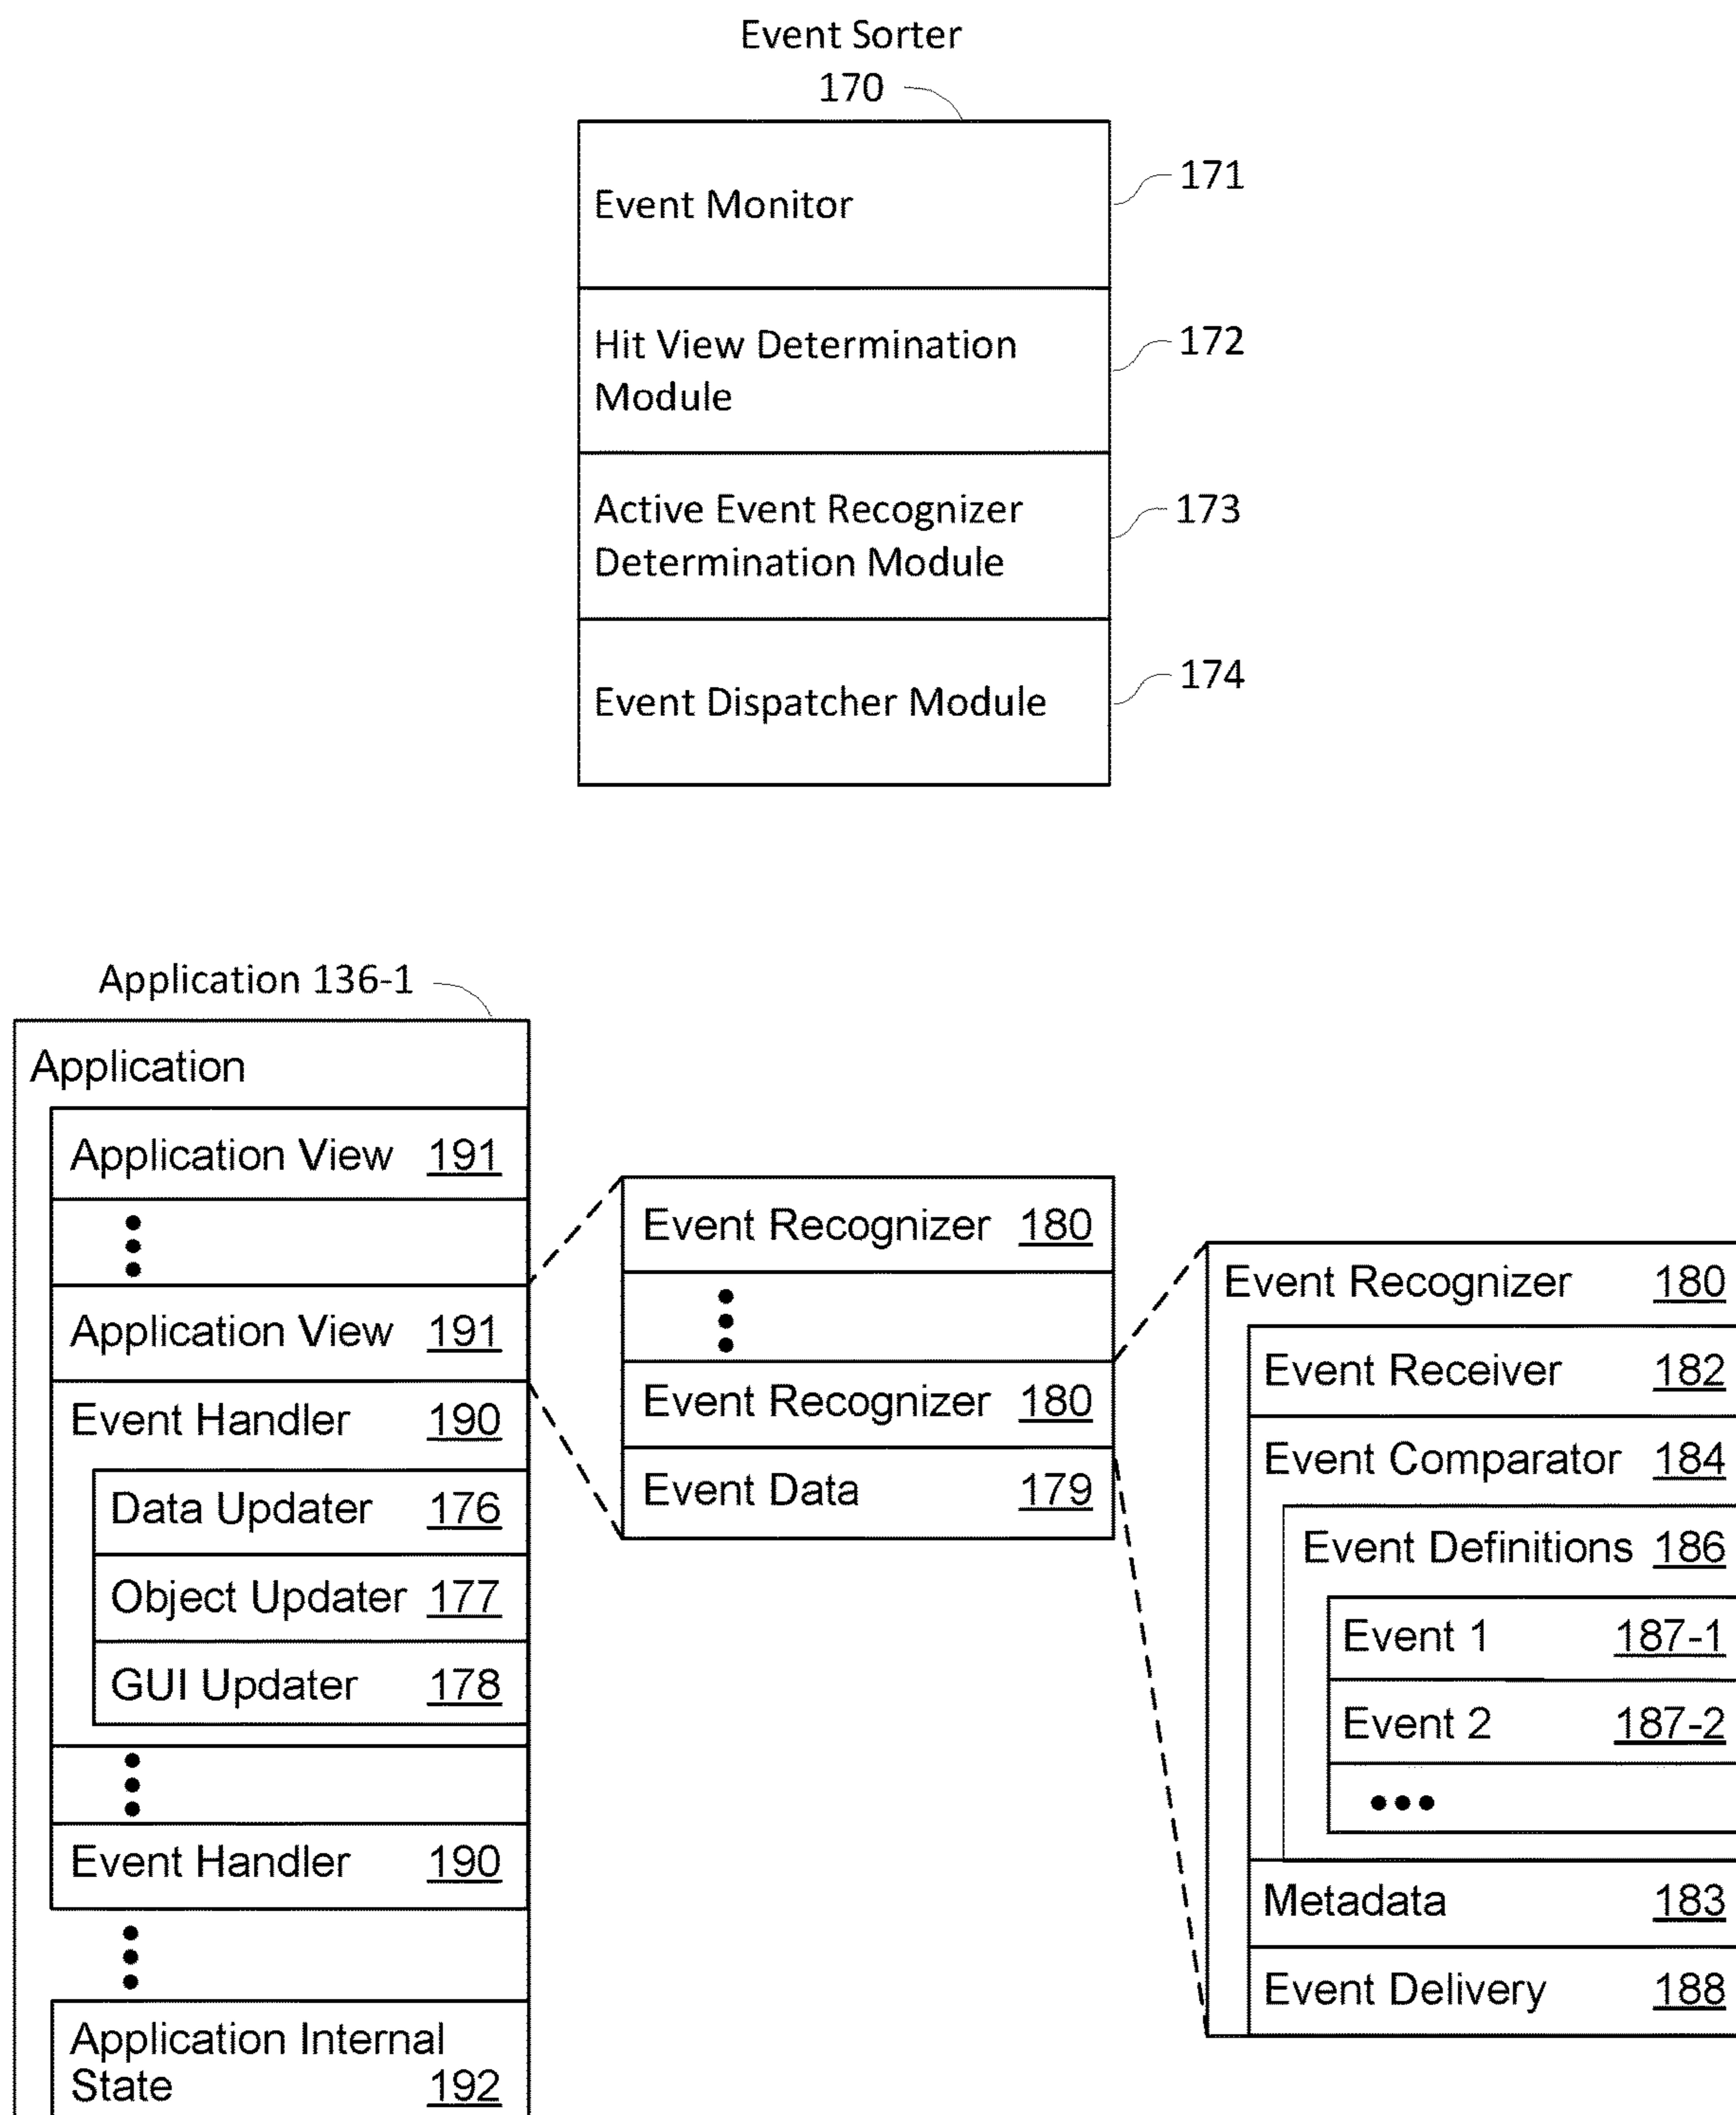 Event Sorter
170
Event Monitor
171
Hit View Determination
Module
172
Active Event Recognizer
Determination Module
173
Event Dispatcher Module
174
Application 136-1
Application
Application View 191
Application View 191
Event Handler 190
Data Updater 176
Object Updater 177
GUI Updater 178
Event Handler 190
Application Internal
State 192
Event Recognizer 180
Event Recognizer 180
Event Data 179
Event Recognizer 180
Event Receiver 182
Event Comparator 184
Event Definitions 186
Event 1 187-1
Event 2 187-2
Metadata 183
Event Delivery 188